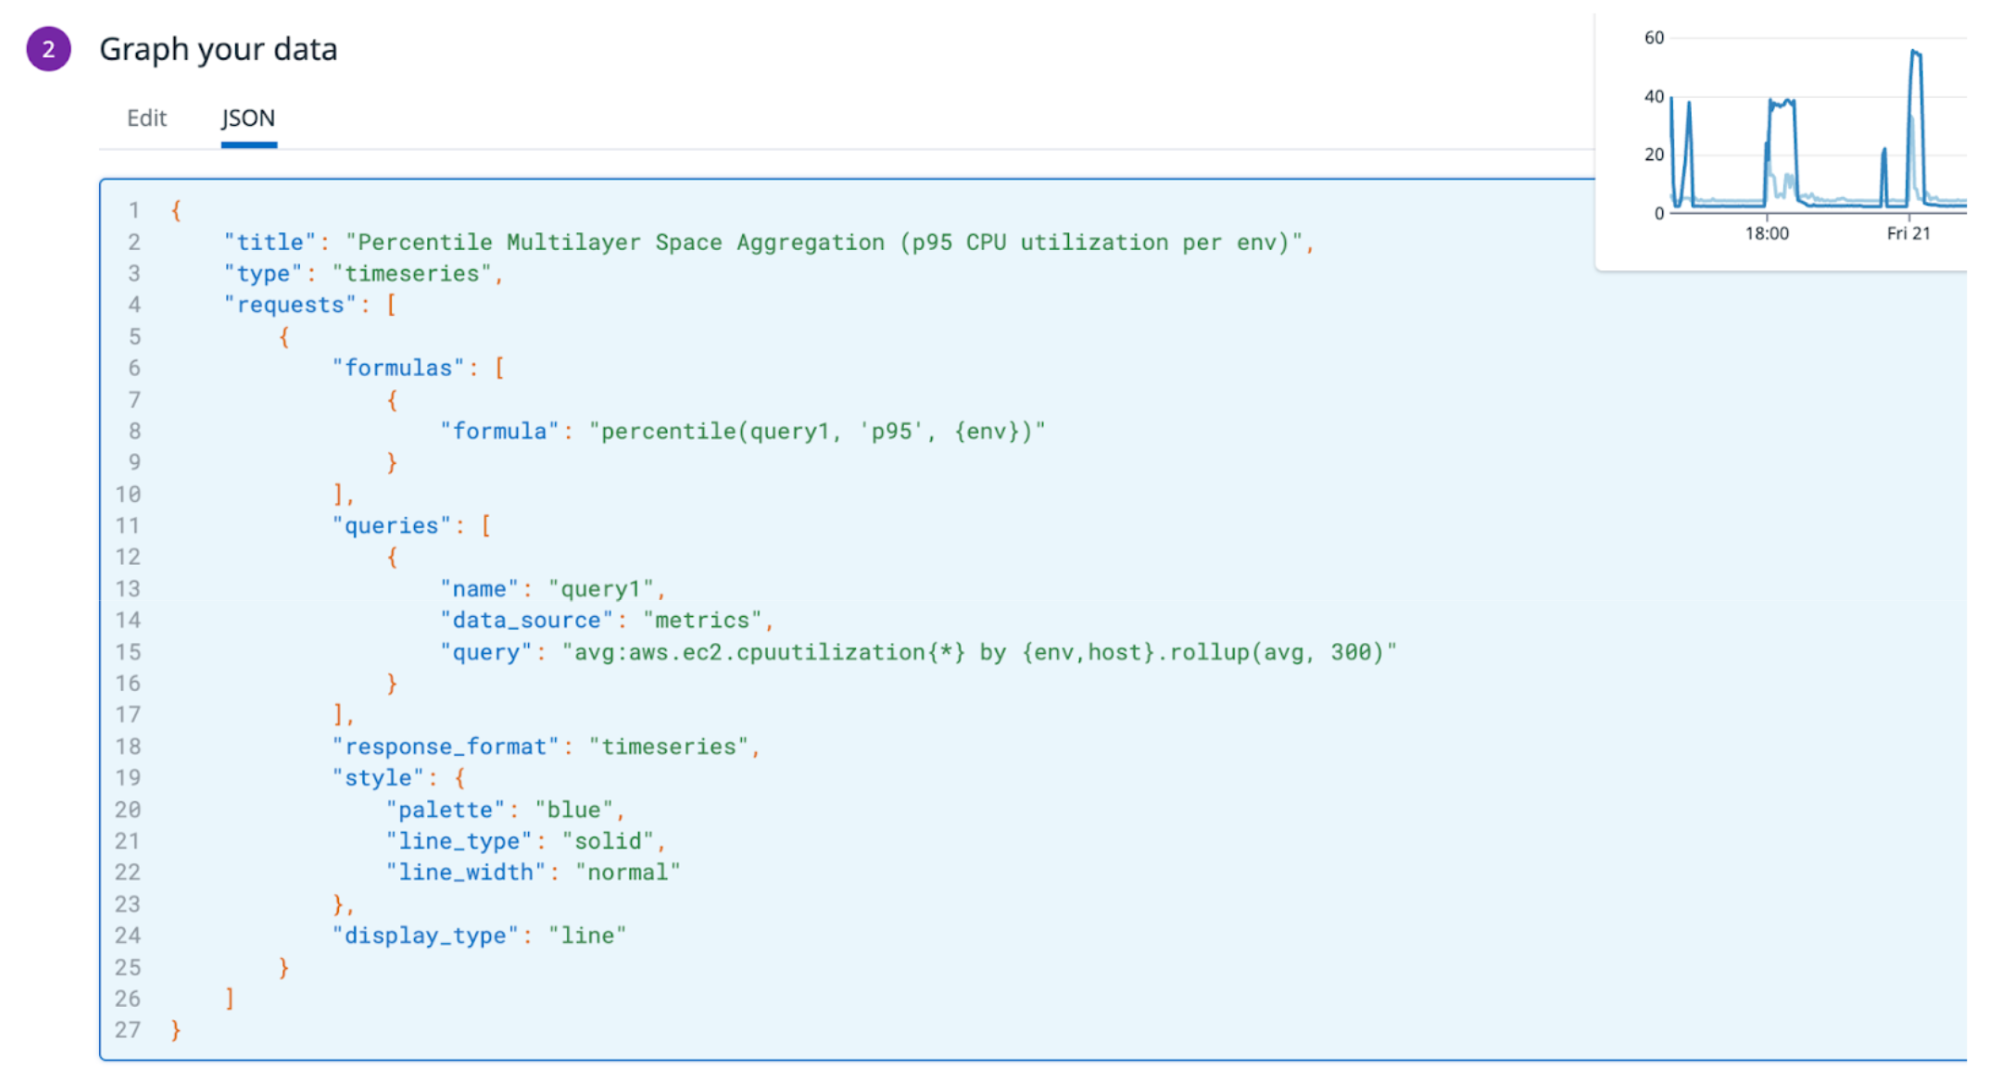 2 Graph your data
Edit JSON
1 {
2 "title": "Percentile Multilayer Space Aggregation (p95 CPU utilization per env)",
3 "type": "timeseries",
4 "requests": [
5 {
6 "formulas": [
7 {
8 "formula": "percentile(query1, 'p95', {env})"
9 }
10 ],
11 "queries": [
12 {
13 "name": "query1",
14 "data_source": "metrics",
15 "query": "avg:aws.ec2.cpuutilization{*} by {env,host}.rollup(avg, 300)"
16 }
17 ],
18 "response_format": "timeseries",
19 "style": {
20 "palette": "blue",
21 "line_type": "solid",
22 "line_width": "normal"
23 },
24 "display_type": "line"
25 }
26 ]
27 }
60
40
20
0
18:00 Fri 21